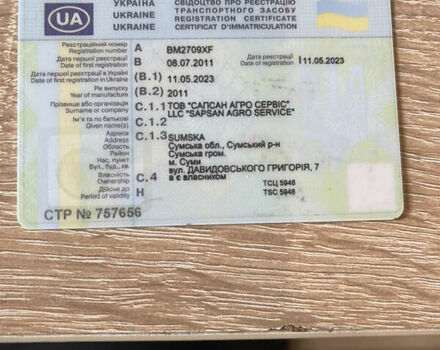 УКРАЇНА СВІДОЦТВО ПРО РЕЄСТРАЦІЮ
UKRAINE ТРАНСПОРТНОГО ЗАСОБУ
UKRAINE REGISTRATION CERTIFICATE
UKRAINE CERTIFICAT D'IMMATRICULATION
UA
Реєстраційний номер
Registration number A BM2709XF
Дата першої реєстрації
Date of first registration B 08.07.2011 Дата реєстрації
Date of registration I 11.05.2023
Дата першої реєстрації в Україні
Date of first registration in Ukraine (B.1) 11.05.2023
Рік випуску
Year of manufacture (B.2) 2011
Прізвище або організація
Surname or company C.1.1 ТОВ "САПСАН АГРО СЕРВІС"
LLC "SAPSAN AGRO SERVICE"
Ім'я та по батькові
Given name(s) C.1.2
Адреса
Address C.1.3 SUMSKA
Область Сумська обл., Сумський р-н
Район Сумська гром.
Нас. пункт м. Суми
Вул., буд., кв. вул. ДАВИДОВСЬКОГО ГРИГОРІЯ, 7
Власність
Ownership C.4 а є власником
Дійсне до
Period of validity H ТСЦ 5946
TSC 5946
СТР № 757656